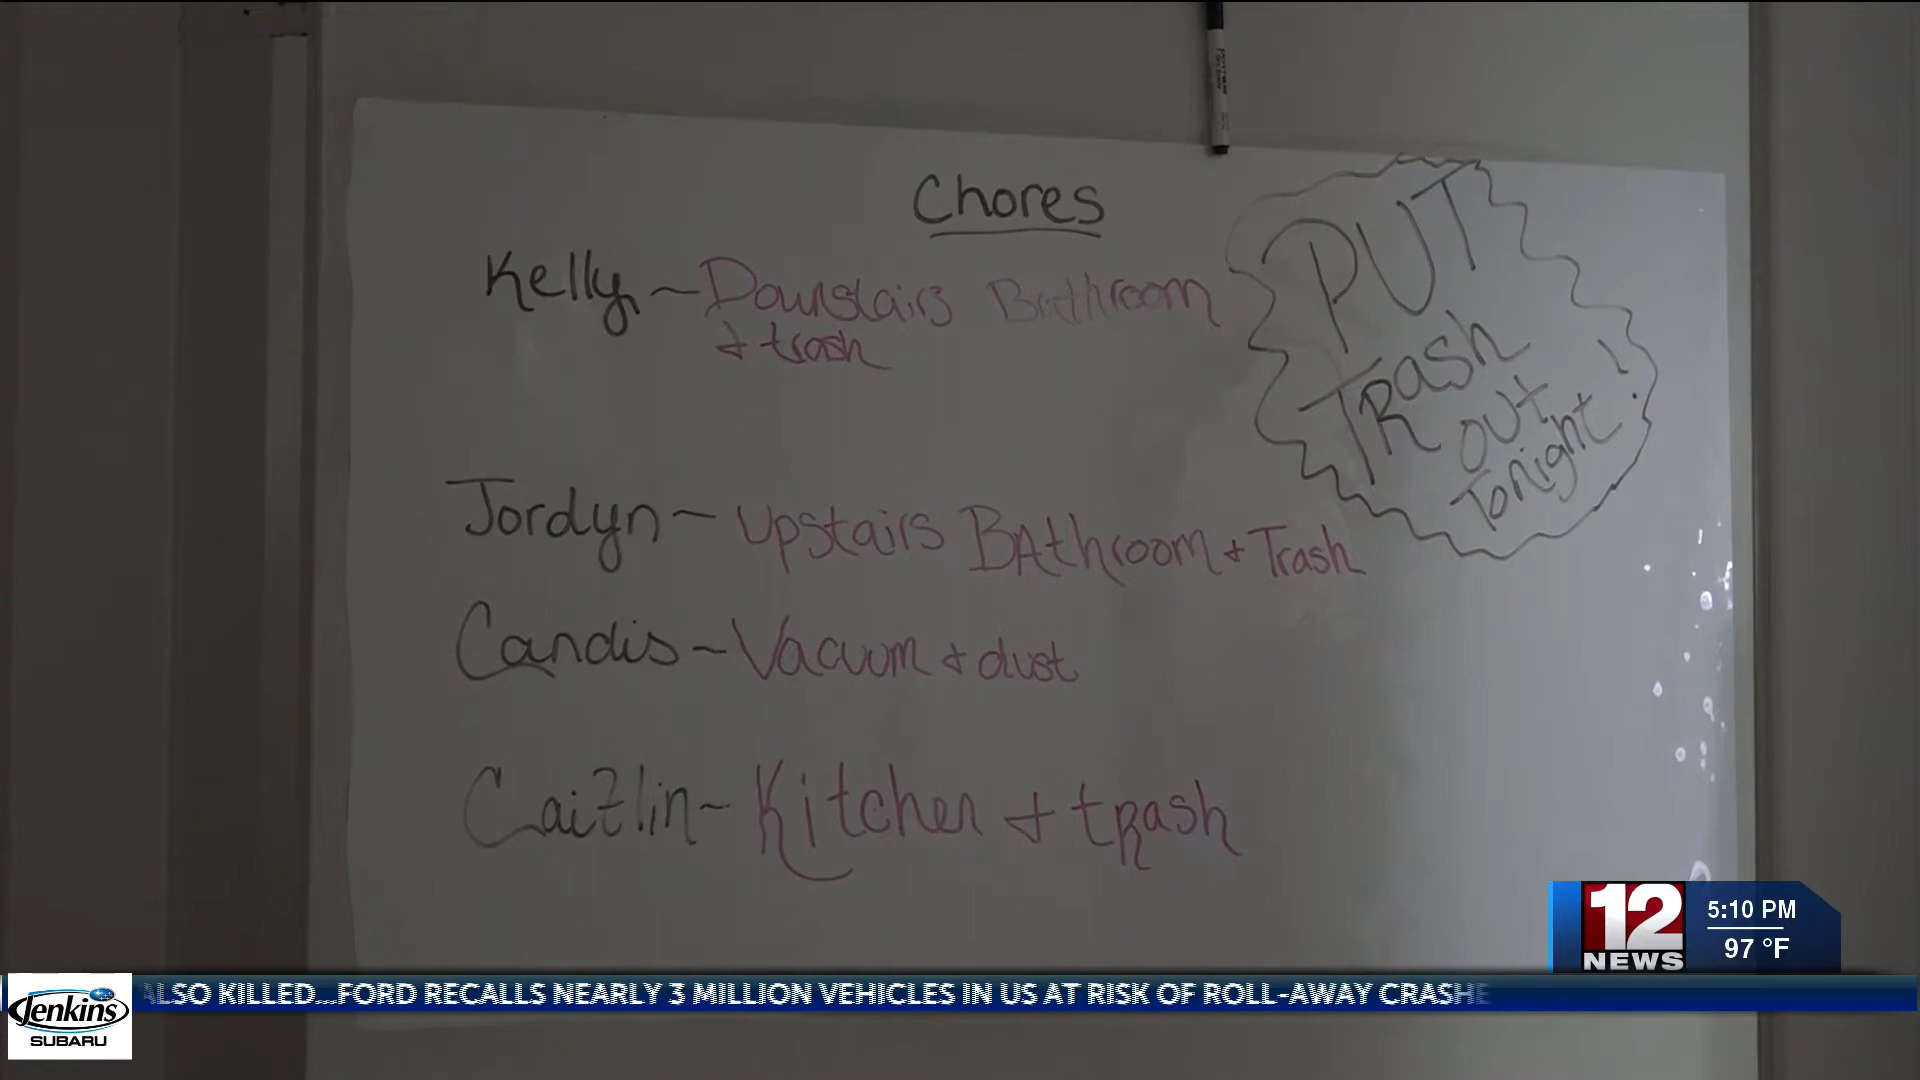 Chores
Kelly ~ Downstairs Bathroom
+ trash
PUT
TRash
OUT
Tonight!
Jordyn ~ Upstairs BAthroom + Trash
Candis ~ Vacuum + dust
Caitlin ~ Kitchen + tRash
12
NEWS
5:10 PM
97 °F
Jenkins
SUBARU
ALSO KILLED...FORD RECALLS NEARLY 3 MILLION VEHICLES IN US AT RISK OF ROLL-AWAY CRASHE